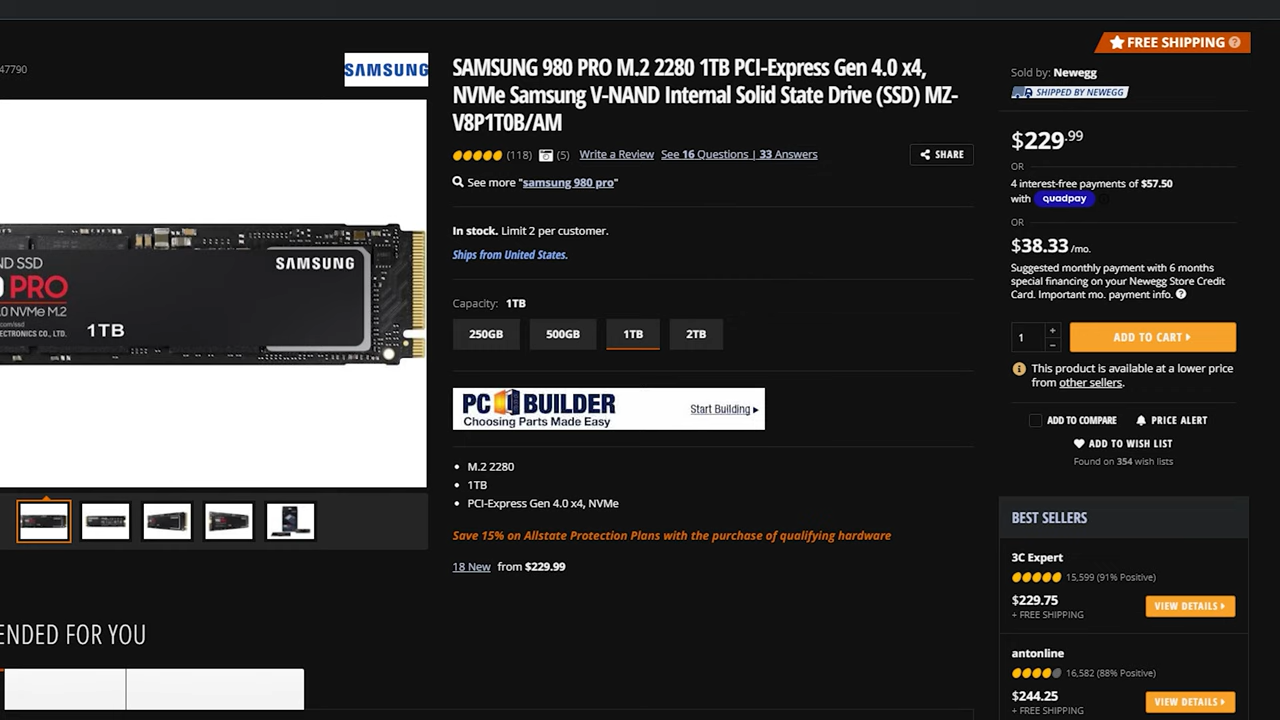 47790
SAMSUNG
SAMSUNG 980 PRO M.2 2280 1TB PCI-Express Gen 4.0 x4,
NVMe Samsung V-NAND Internal Solid State Drive (SSD) MZ-
V8P1T0B/AM
(118) (5) Write a Review See 16 Questions | 33 Answers
SHARE
See more "samsung 980 pro"
In stock. Limit 2 per customer.
Ships from United States.
Capacity: 1TB
250GB 500GB 1TB 2TB
PC BUILDER
Choosing Parts Made Easy
Start Building
• M.2 2280
• 1TB
• PCI-Express Gen 4.0 x4, NVMe
Save 15% on Allstate Protection Plans with the purchase of qualifying hardware
18 New from $229.99
ND SSD
PRO
.0 NVMe M.2
com/ssd
ECTRONICS CO., LTD.
1TB
SAMSUNG
ENDED FOR YOU
FREE SHIPPING ?
Sold by: Newegg
SHIPPED BY NEWEGG
$229.99
OR
4 interest-free payments of $57.50
with quadpay
OR
$38.33 /mo.
Suggested monthly payment with 6 months
special financing on your Newegg Store Credit
Card. Important mo. payment info. ?
1 + −
ADD TO CART
This product is available at a lower price
from other sellers.
ADD TO COMPARE PRICE ALERT
ADD TO WISH LIST
Found on 354 wish lists
BEST SELLERS
3C Expert
15,599 (91% Positive)
$229.75
+ FREE SHIPPING
VIEW DETAILS
antonline
16,582 (88% Positive)
$244.25
+ FREE SHIPPING
VIEW DETAILS